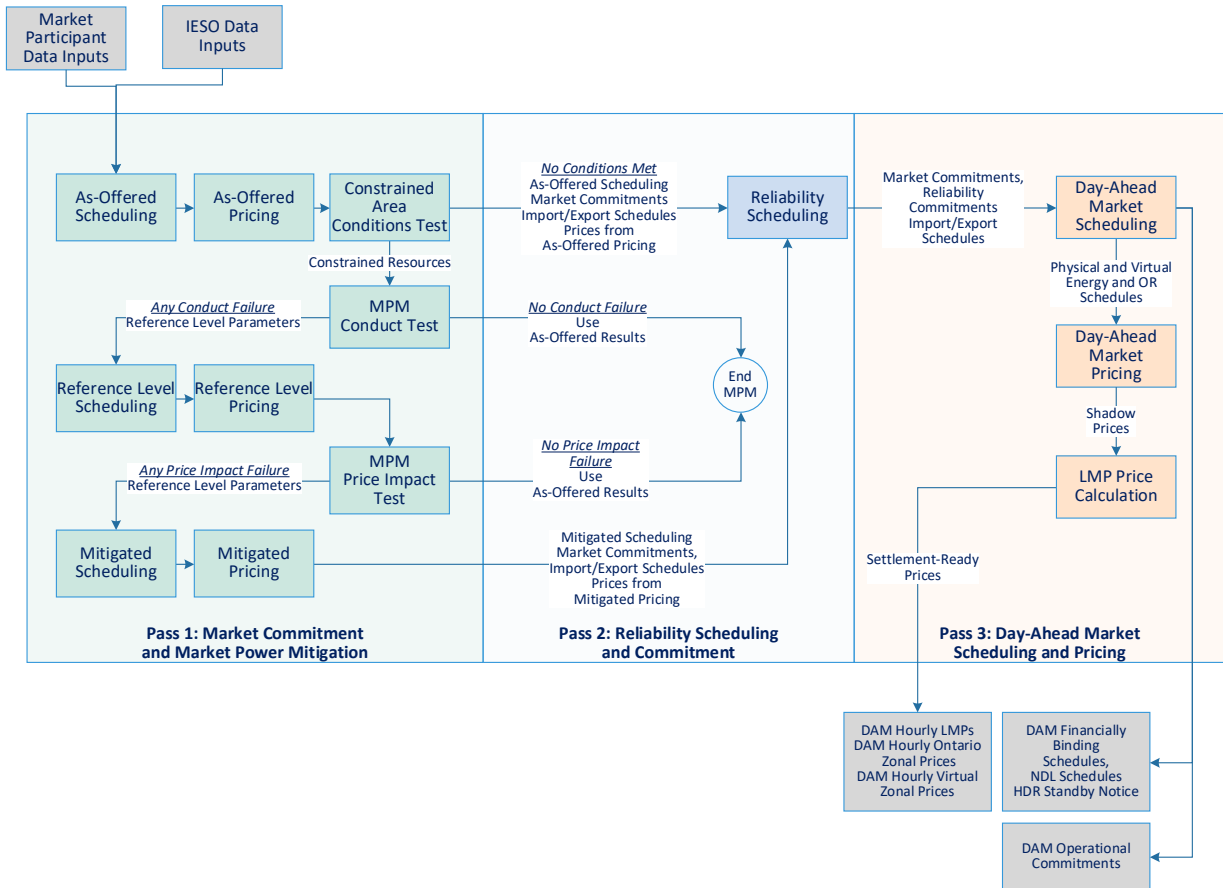 Market
Participant
Data Inputs
IESO Data
Inputs
As-Offered
Scheduling
As-Offered
Pricing
Constrained
Area
Conditions Test
No Conditions Met
As-Offered Scheduling
Market Commitments
Import/Export Schedules
Prices from
As-Offered Pricing
Reliability
Scheduling
Market Commitments,
Reliability
Commitments
Import/Export
Schedules
Day-Ahead
Market
Scheduling
Constrained Resources
Physical and Virtual
Energy and OR
Schedules
Any Conduct Failure
Reference Level Parameters
MPM
Conduct Test
No Conduct Failure
Use
As-Offered Results
Day-Ahead
Market
Pricing
Reference Level
Scheduling
Reference Level
Pricing
End
MPM
Shadow
Prices
Any Price Impact Failure
Reference Level Parameters
MPM
Price Impact
Test
No Price Impact
Failure
Use
As-Offered Results
LMP Price
Calculation
Mitigated
Scheduling
Mitigated
Pricing
Mitigated Scheduling
Market Commitments,
Import/Export Schedules
Prices from
Mitigated Pricing
Settlement-Ready
Prices
Pass 1: Market Commitment
and Market Power Mitigation
Pass 2: Reliability Scheduling
and Commitment
Pass 3: Day-Ahead Market
Scheduling and Pricing
DAM Hourly LMPs
DAM Hourly Ontario
Zonal Prices
DAM Hourly Virtual
Zonal Prices
DAM Financially
Binding
Schedules,
NDL Schedules
HDR Standby Notice
DAM Operational
Commitments